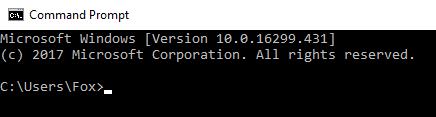 Command Prompt
Microsoft Windows [Version 10.0.16299.431]
(c) 2017 Microsoft Corporation. All rights reserved.
C:\Users\Fox>